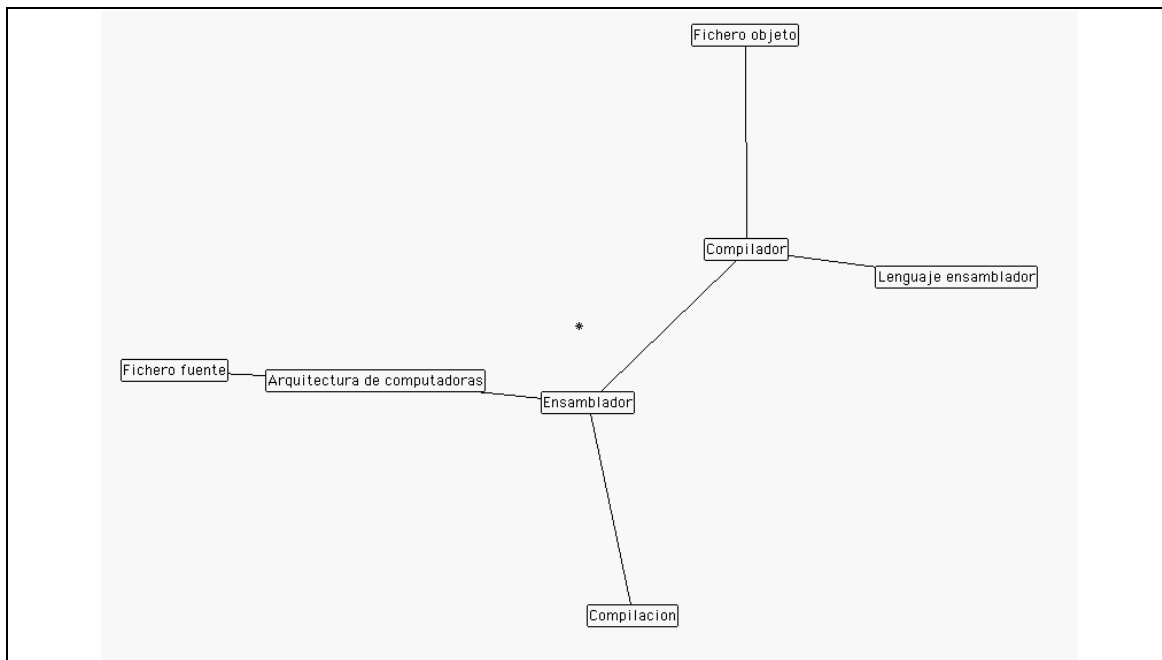 Fichero objeto
Compilador
Lenguaje ensamblador
*
Fichero fuente
Arquitectura de computadoras
Ensamblador
Compilacion